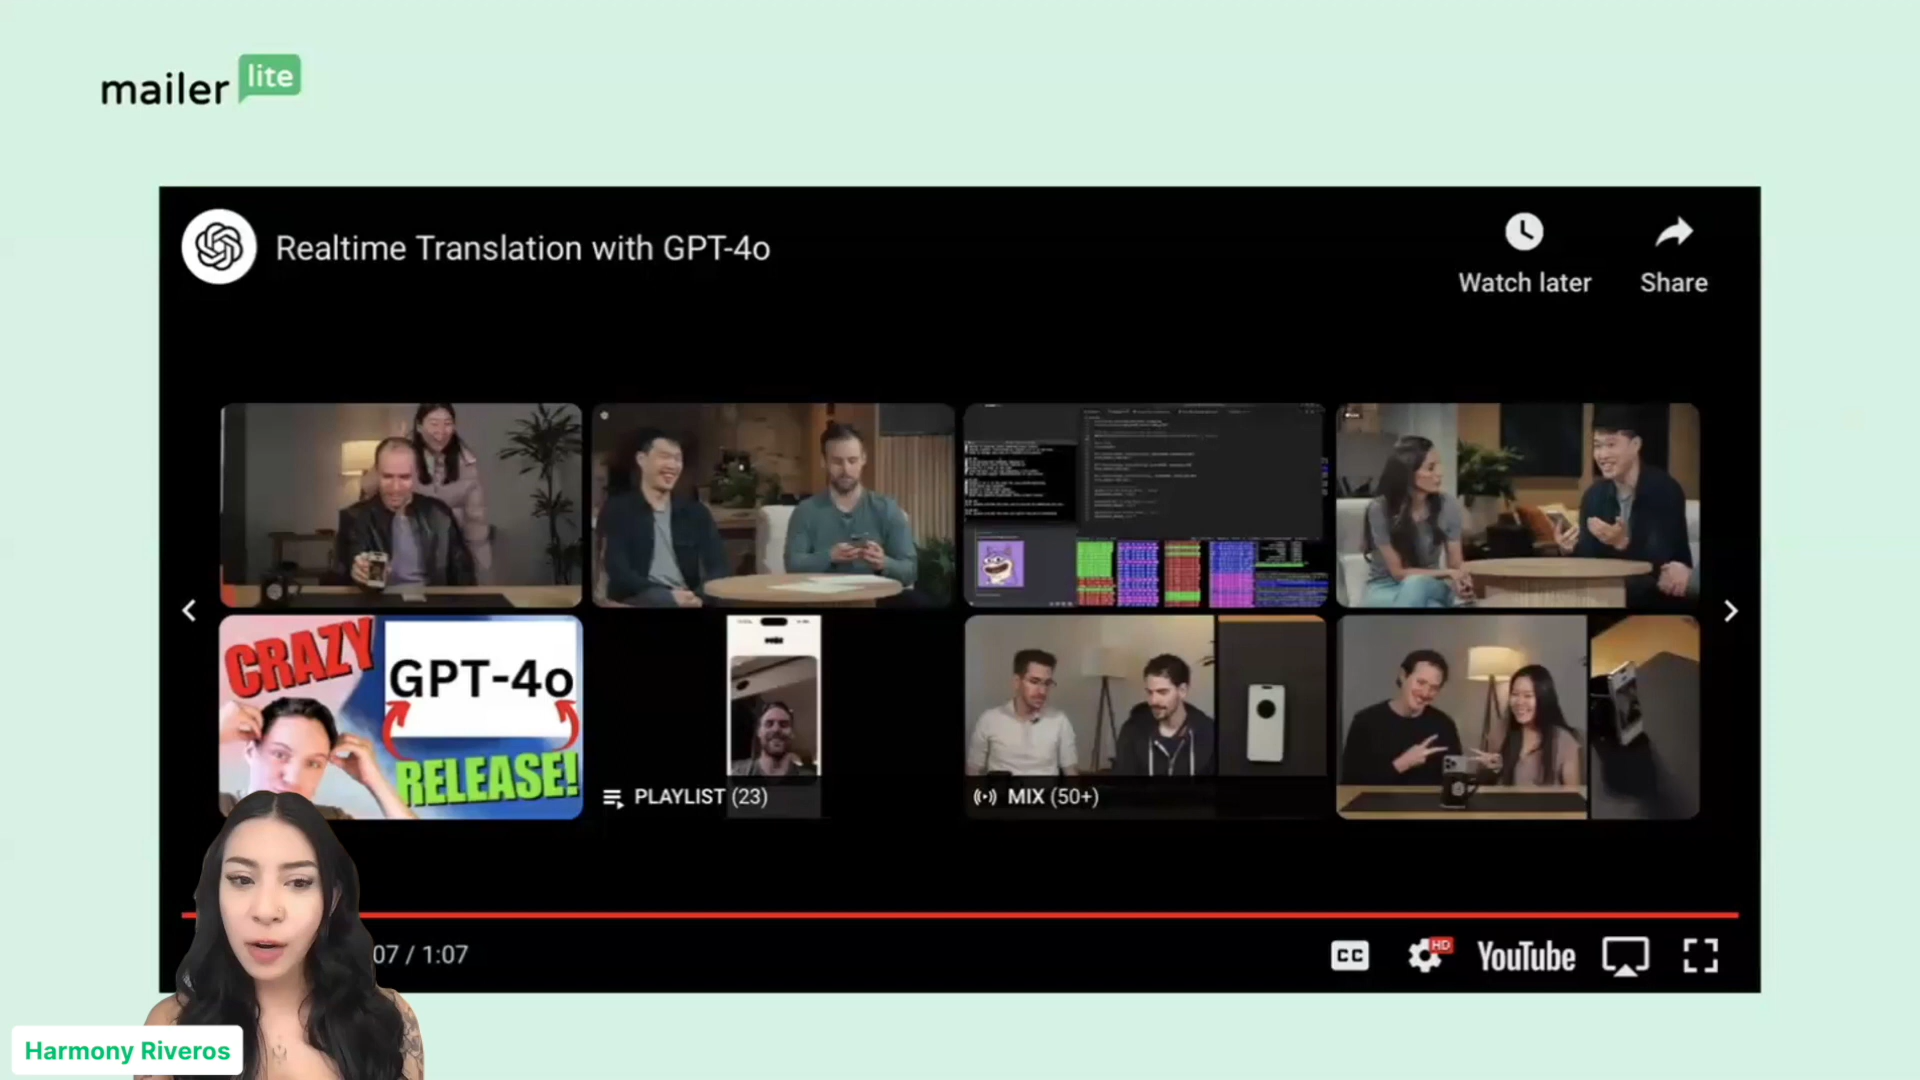 mailer lite
Realtime Translation with GPT-4o
Watch later
Share
CRAZY
GPT-4o
RELEASE!
PLAYLIST (23)
MIX (50+)
07 / 1:07
CC
HD
YouTube
Harmony Riveros